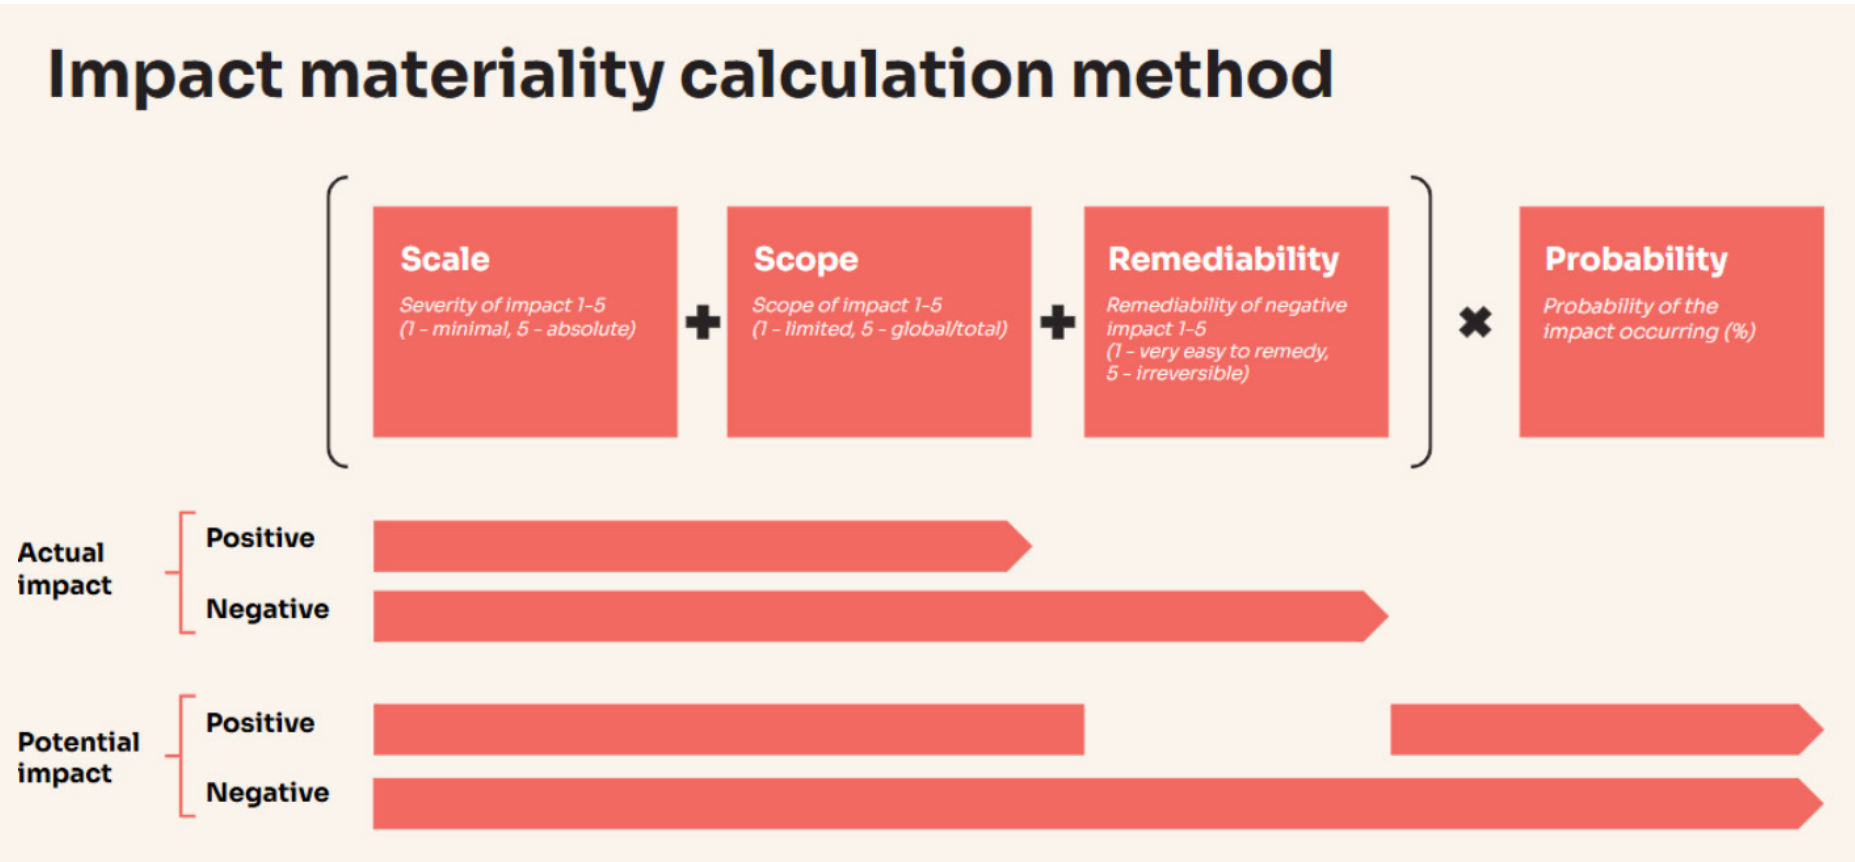 Impact materiality calculation method
Scale
Severity of impact 1-5
(1 - minimal, 5 - absolute)
Scope
Scope of impact 1-5
(1 - limited, 5 - global/total)
Remediability
Remediability of negative
impact 1-5
(1 - very easy to remedy,
5 - irreversible)
Probability
Probability of the
impact occurring (%)
Actual
impact
Positive
Negative
Potential
impact
Positive
Negative